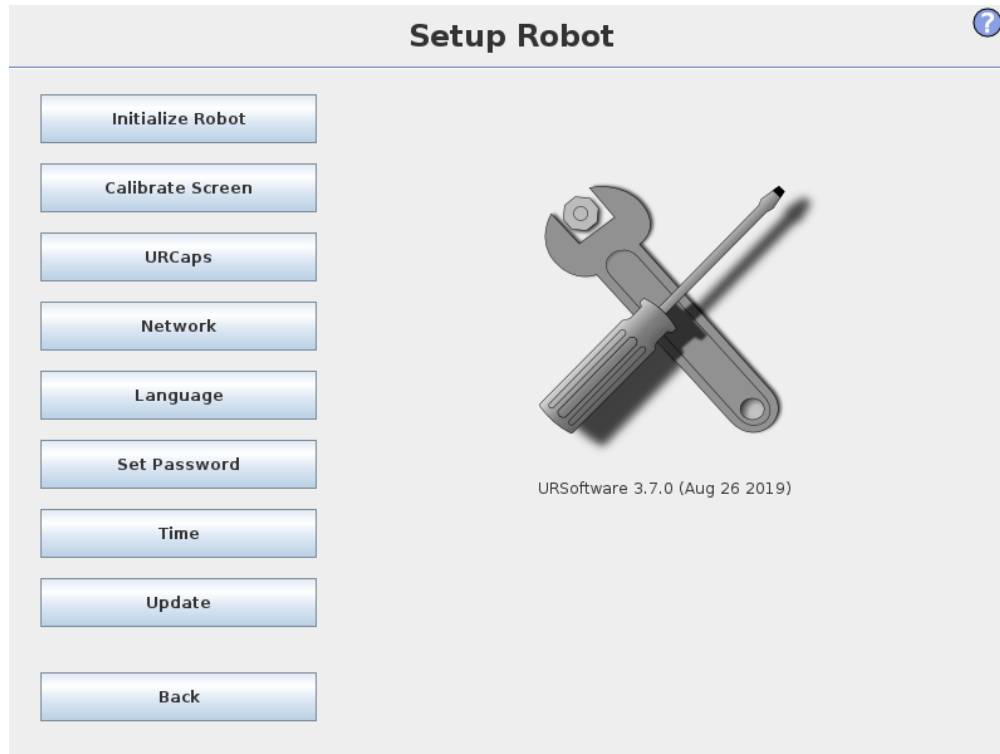 Setup Robot
?
Initialize Robot
Calibrate Screen
URCaps
Network
Language
Set Password
Time
Update
Back
URSoftware 3.7.0 (Aug 26 2019)